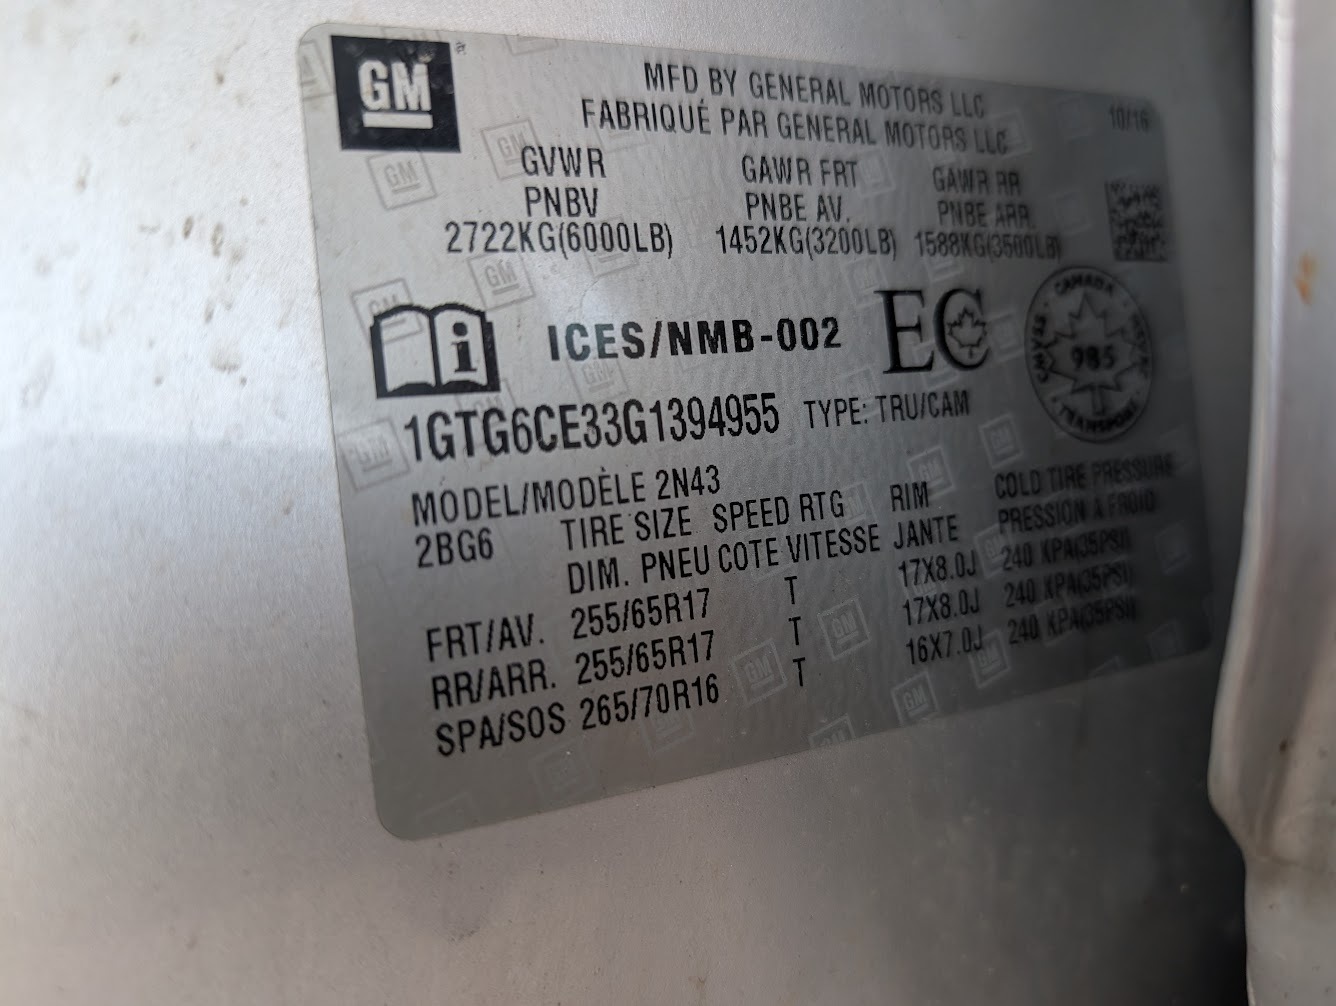 GM
MFD BY GENERAL MOTORS LLC
FABRIQUÉ PAR GENERAL MOTORS LLC
10/16
GVWR GAWR FRT GAWR RR
PNBV PNBE AV. PNBE ARR.
2722KG(6000LB) 1452KG(3200LB) 1588KG(3500LB)
ICES/NMB-002 EC
CANADA
985
TRANSPORT
1GTG6CE33G1394955 TYPE: TRU/CAM
MODEL/MODÈLE 2N43
2BG6 TIRE SIZE SPEED RTG RIM COLD TIRE PRESSURE
DIM. PNEU COTE VITESSE JANTE PRESSION A FROID
FRT/AV. 255/65R17 T 17X8.0J 240 KPA(35PSI)
RR/ARR. 255/65R17 T 17X8.0J 240 KPA(35PSI)
SPA/SOS 265/70R16 T 16X7.0J 240 KPA(35PSI)